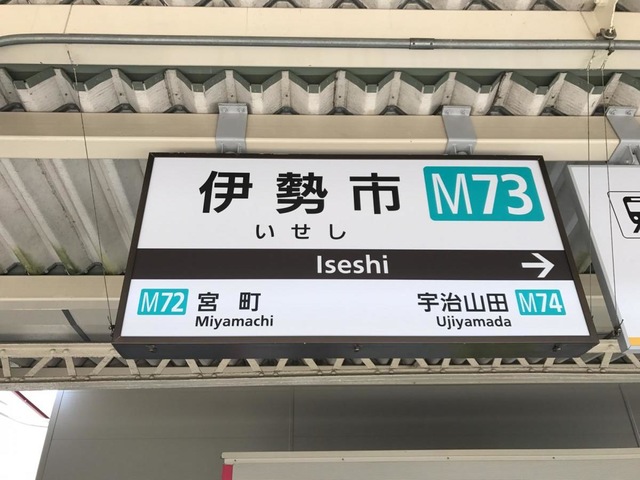 伊勢市 M73
いせし
Iseshi →
M72 宮町 宇治山田 M74
Miyamachi Ujiyamada